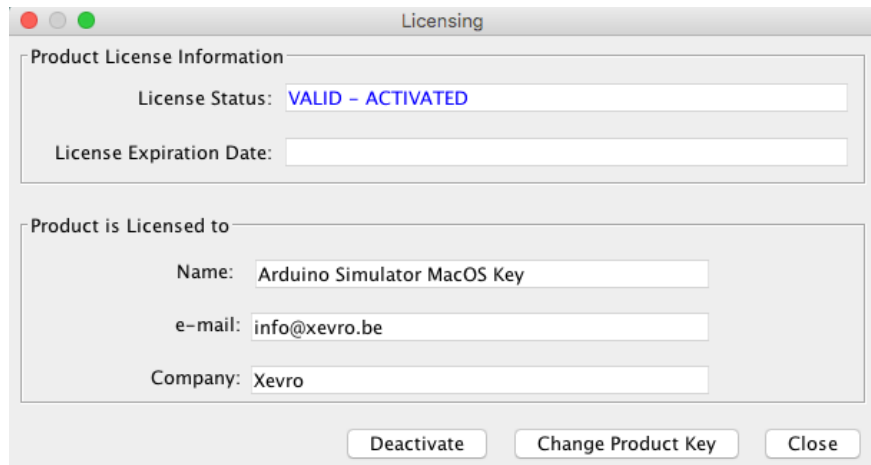 Licensing
Product License Information
License Status: VALID – ACTIVATED
License Expiration Date:
Product is Licensed to
Name: Arduino Simulator MacOS Key
e-mail: info@xevro.be
Company: Xevro
Deactivate Change Product Key Close